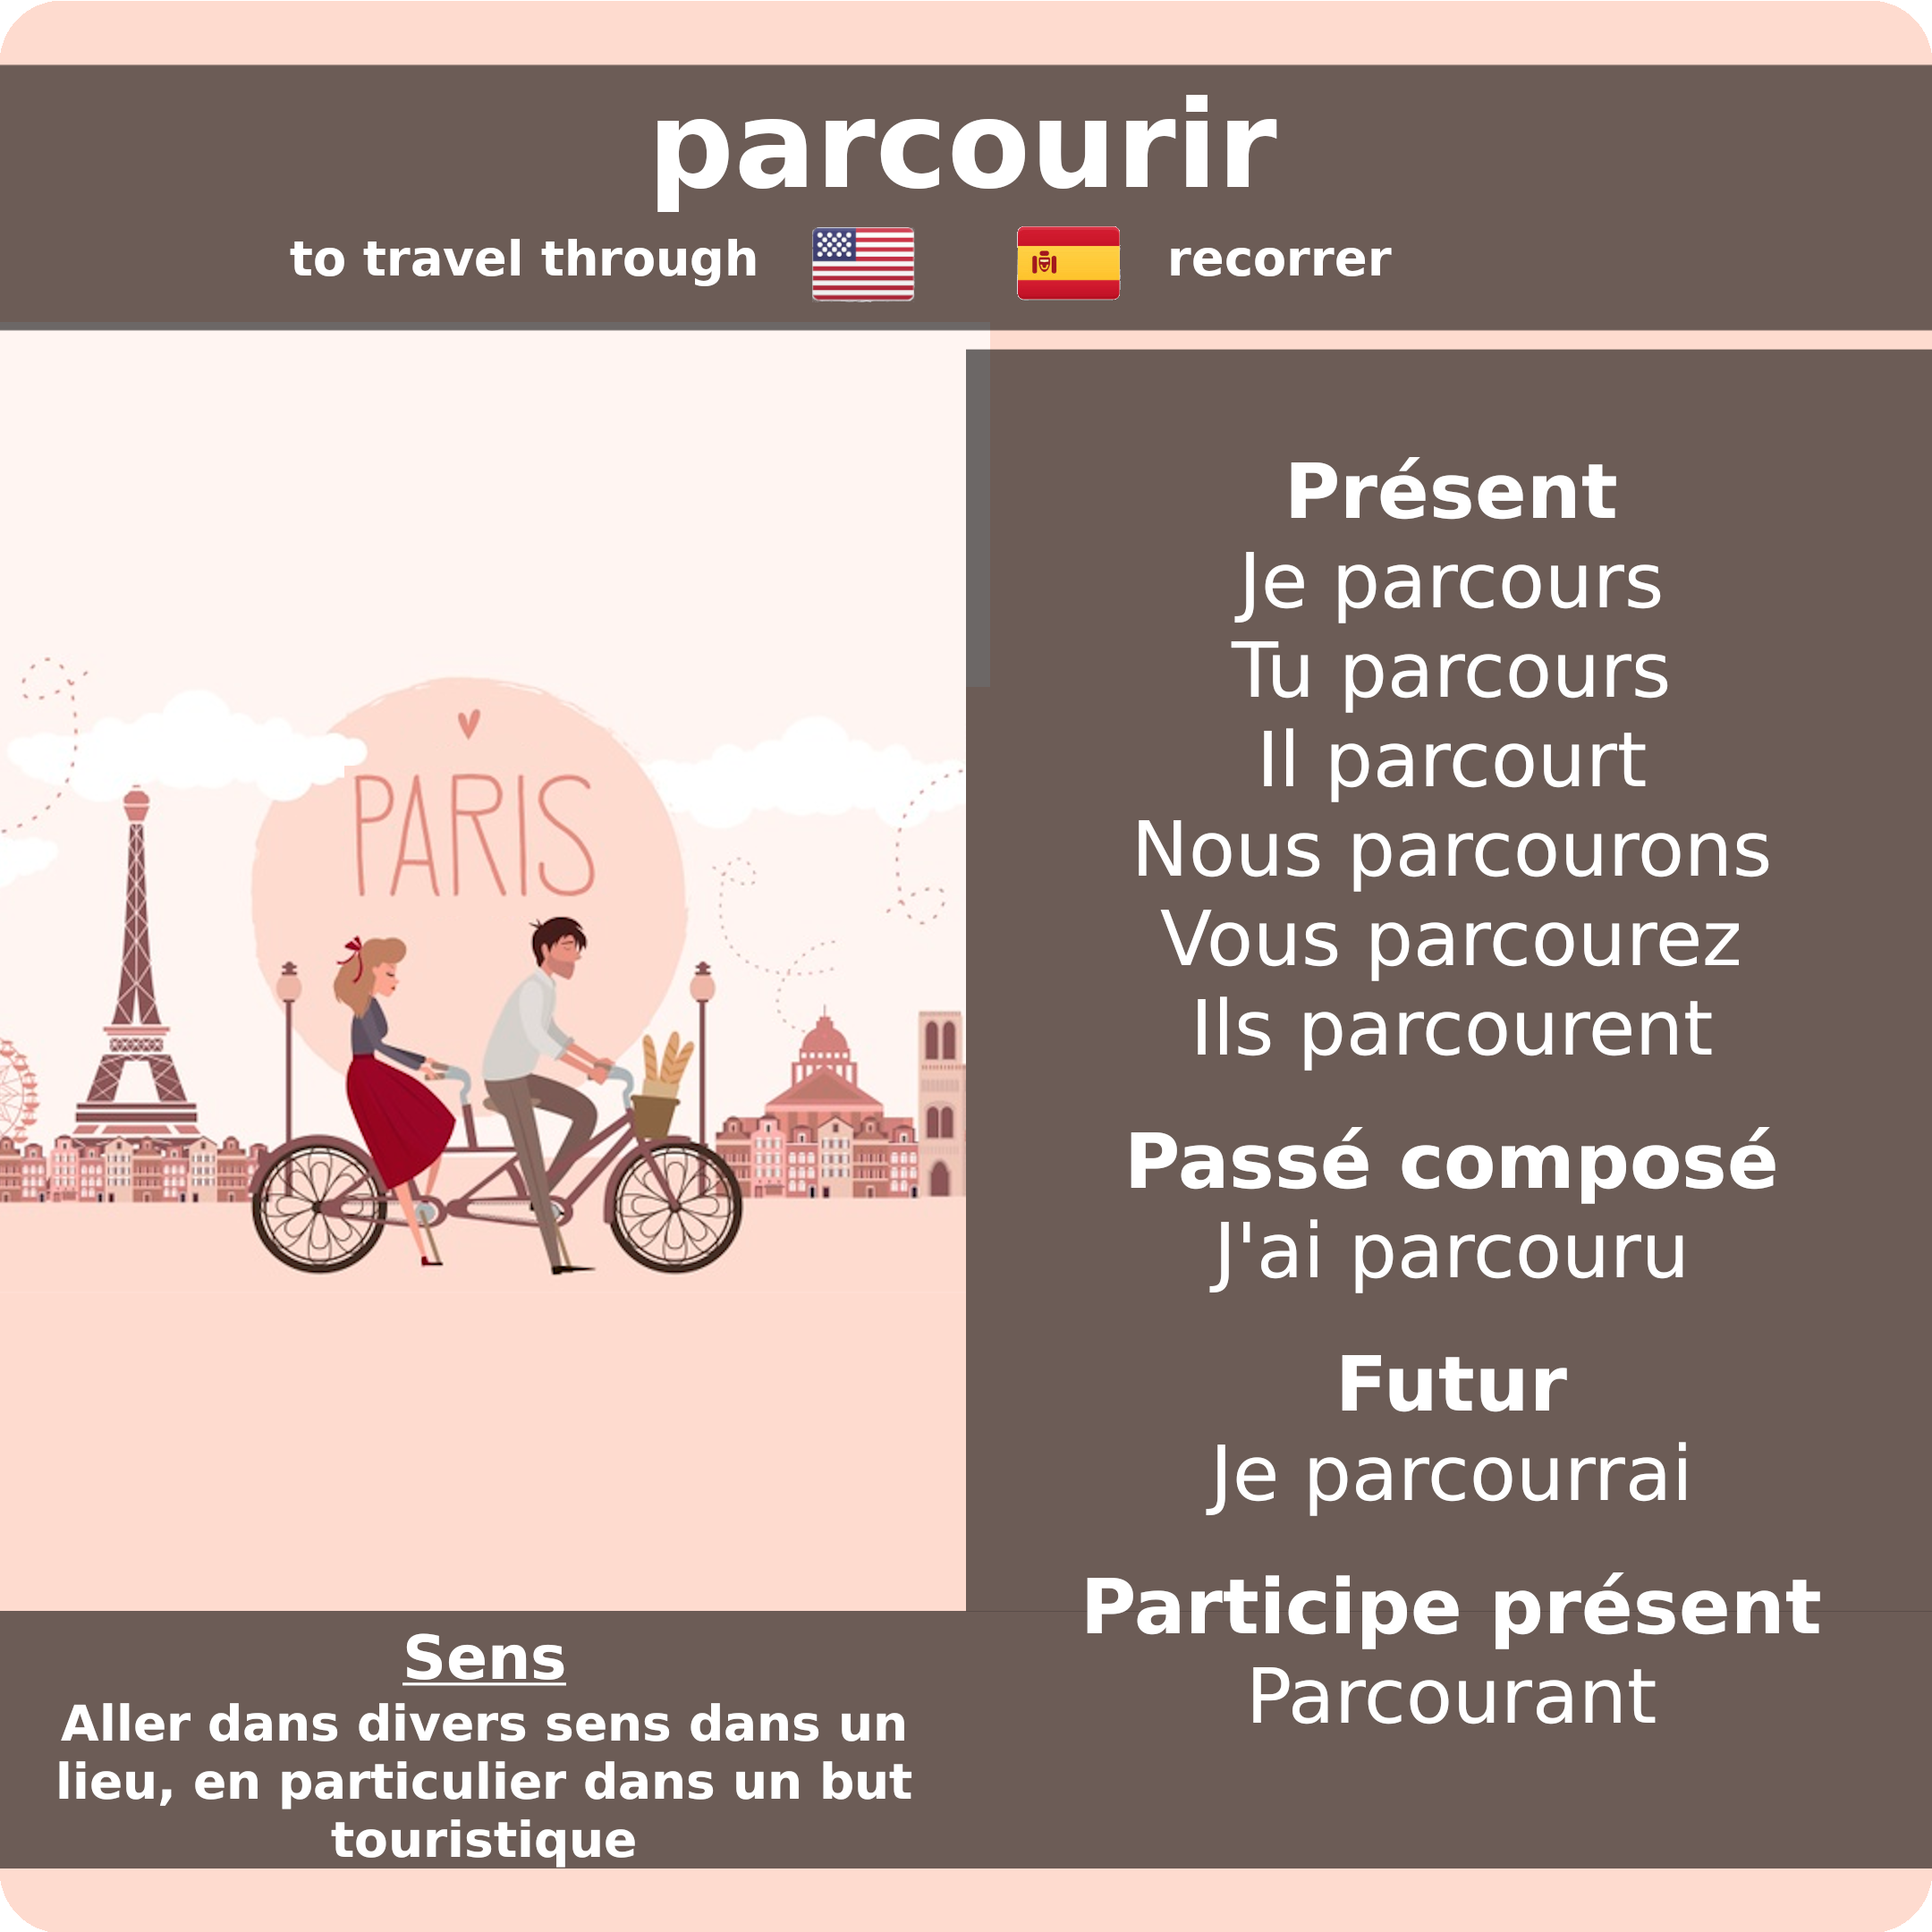 parcourir
to travel through
recorrer
PARIS
Présent
Je parcours
Tu parcours
Il parcourt
Nous parcourons
Vous parcourez
Ils parcourent
Passé composé
J'ai parcouru
Futur
Je parcourrai
Participe présent
Parcourant
Sens
Aller dans divers sens dans un
lieu, en particulier dans un but
touristique